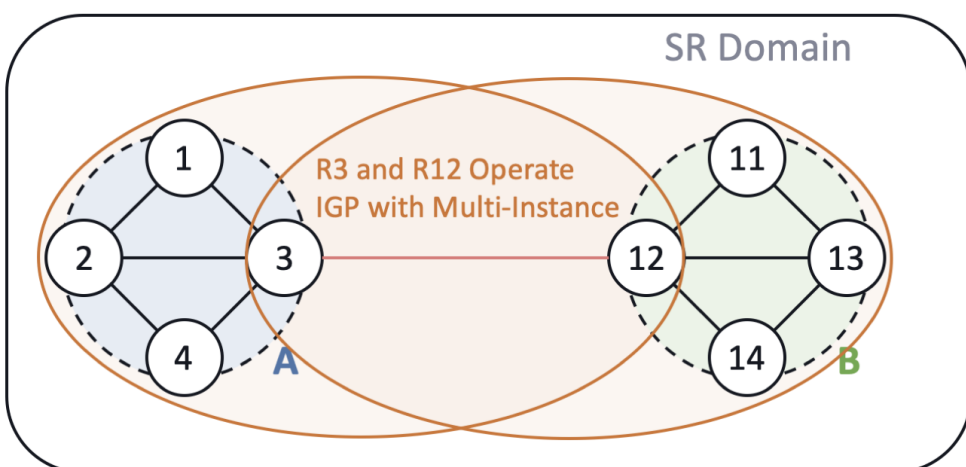 SR Domain
1
11
R3 and R12 Operate
IGP with Multi-Instance
2
3
12
13
4
A
14
B